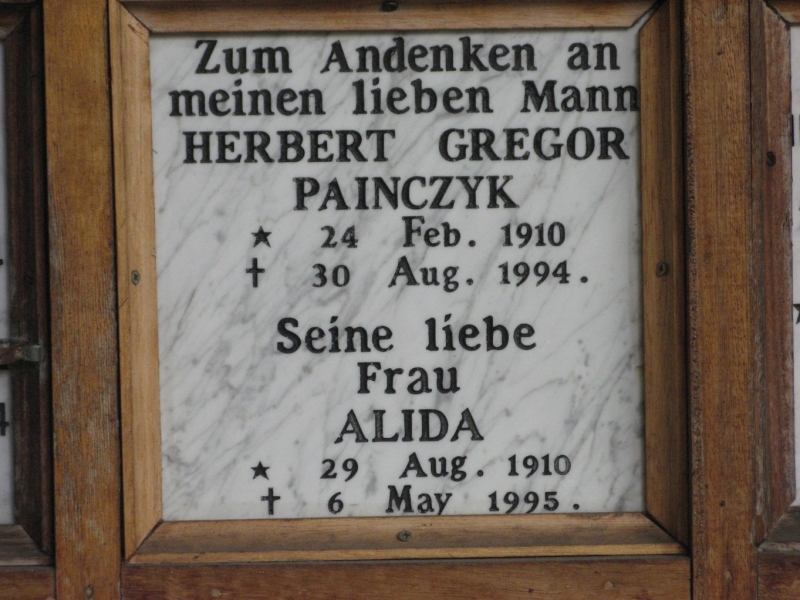 Zum Andenken an
meinen lieben Mann
HERBERT GREGOR
PAINCZYK
★ 24 Feb. 1910
† 30 Aug. 1994.
Seine liebe
Frau
ALIDA
★ 29 Aug. 1910
† 6 May 1995.